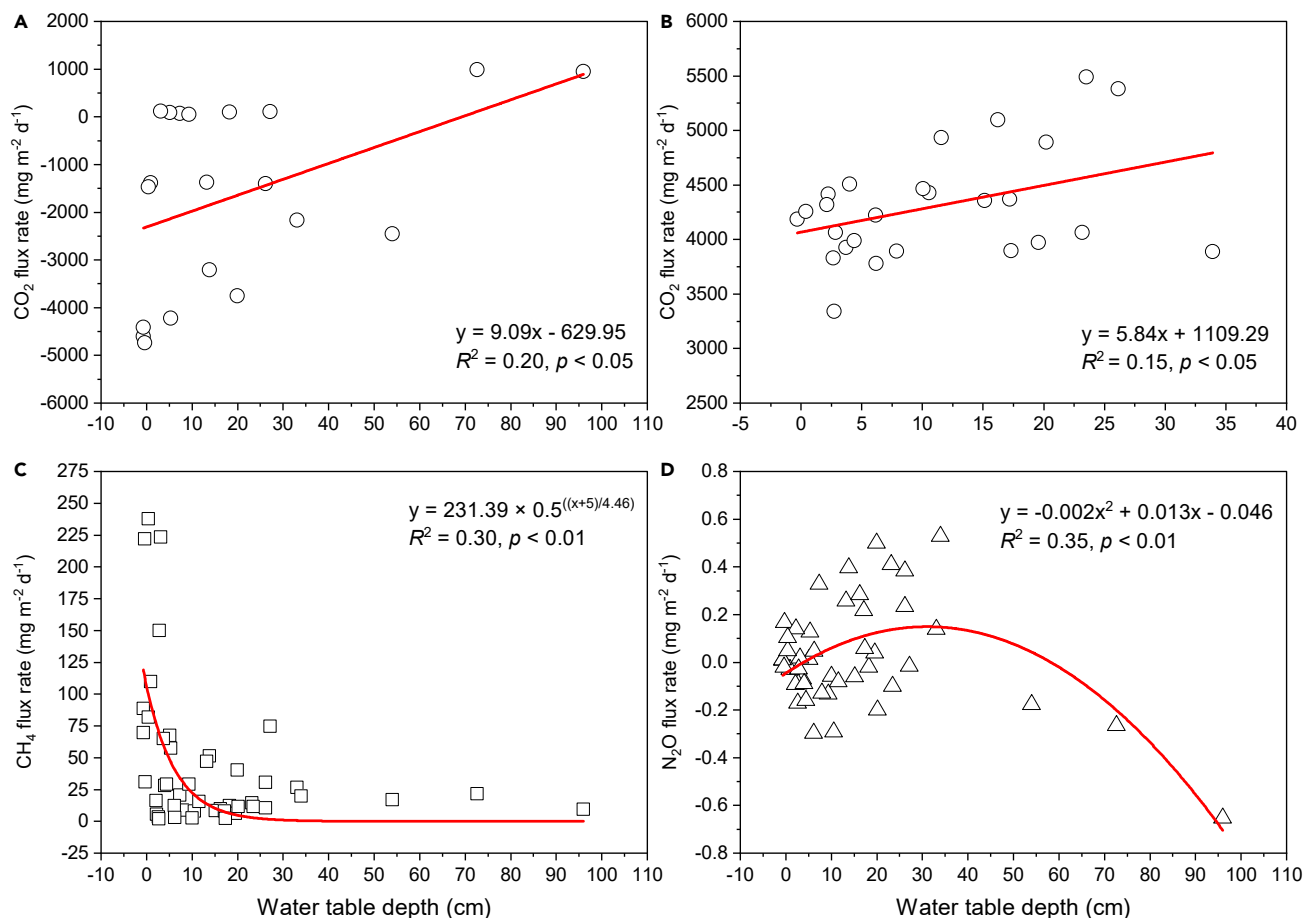 A
CO2 flux rate (mg m-2 d-1)
2000
1000
0
-1000
-2000
-3000
-4000
-5000
-6000
y = 9.09x - 629.95
R2 = 0.20, p < 0.05
-10 0 10 20 30 40 50 60 70 80 90 100 110
B
CO2 flux rate (mg m-2 d-1)
6000
5500
5000
4500
4000
3500
3000
2500
y = 5.84x + 1109.29
R2 = 0.15, p < 0.05
-5 0 5 10 15 20 25 30 35 40
C
CH4 flux rate (mg m-2 d-1)
275
250
225
200
175
150
125
100
75
50
25
0
-25
y = 231.39 × 0.5((x+5)/4.46)
R2 = 0.30, p < 0.01
-10 0 10 20 30 40 50 60 70 80 90 100 110
Water table depth (cm)
D
N2O flux rate (mg m-2 d-1)
0.8
0.6
0.4
0.2
0.0
-0.2
-0.4
-0.6
-0.8
y = -0.002x2 + 0.013x - 0.046
R2 = 0.35, p < 0.01
-10 0 10 20 30 40 50 60 70 80 90 100 110
Water table depth (cm)